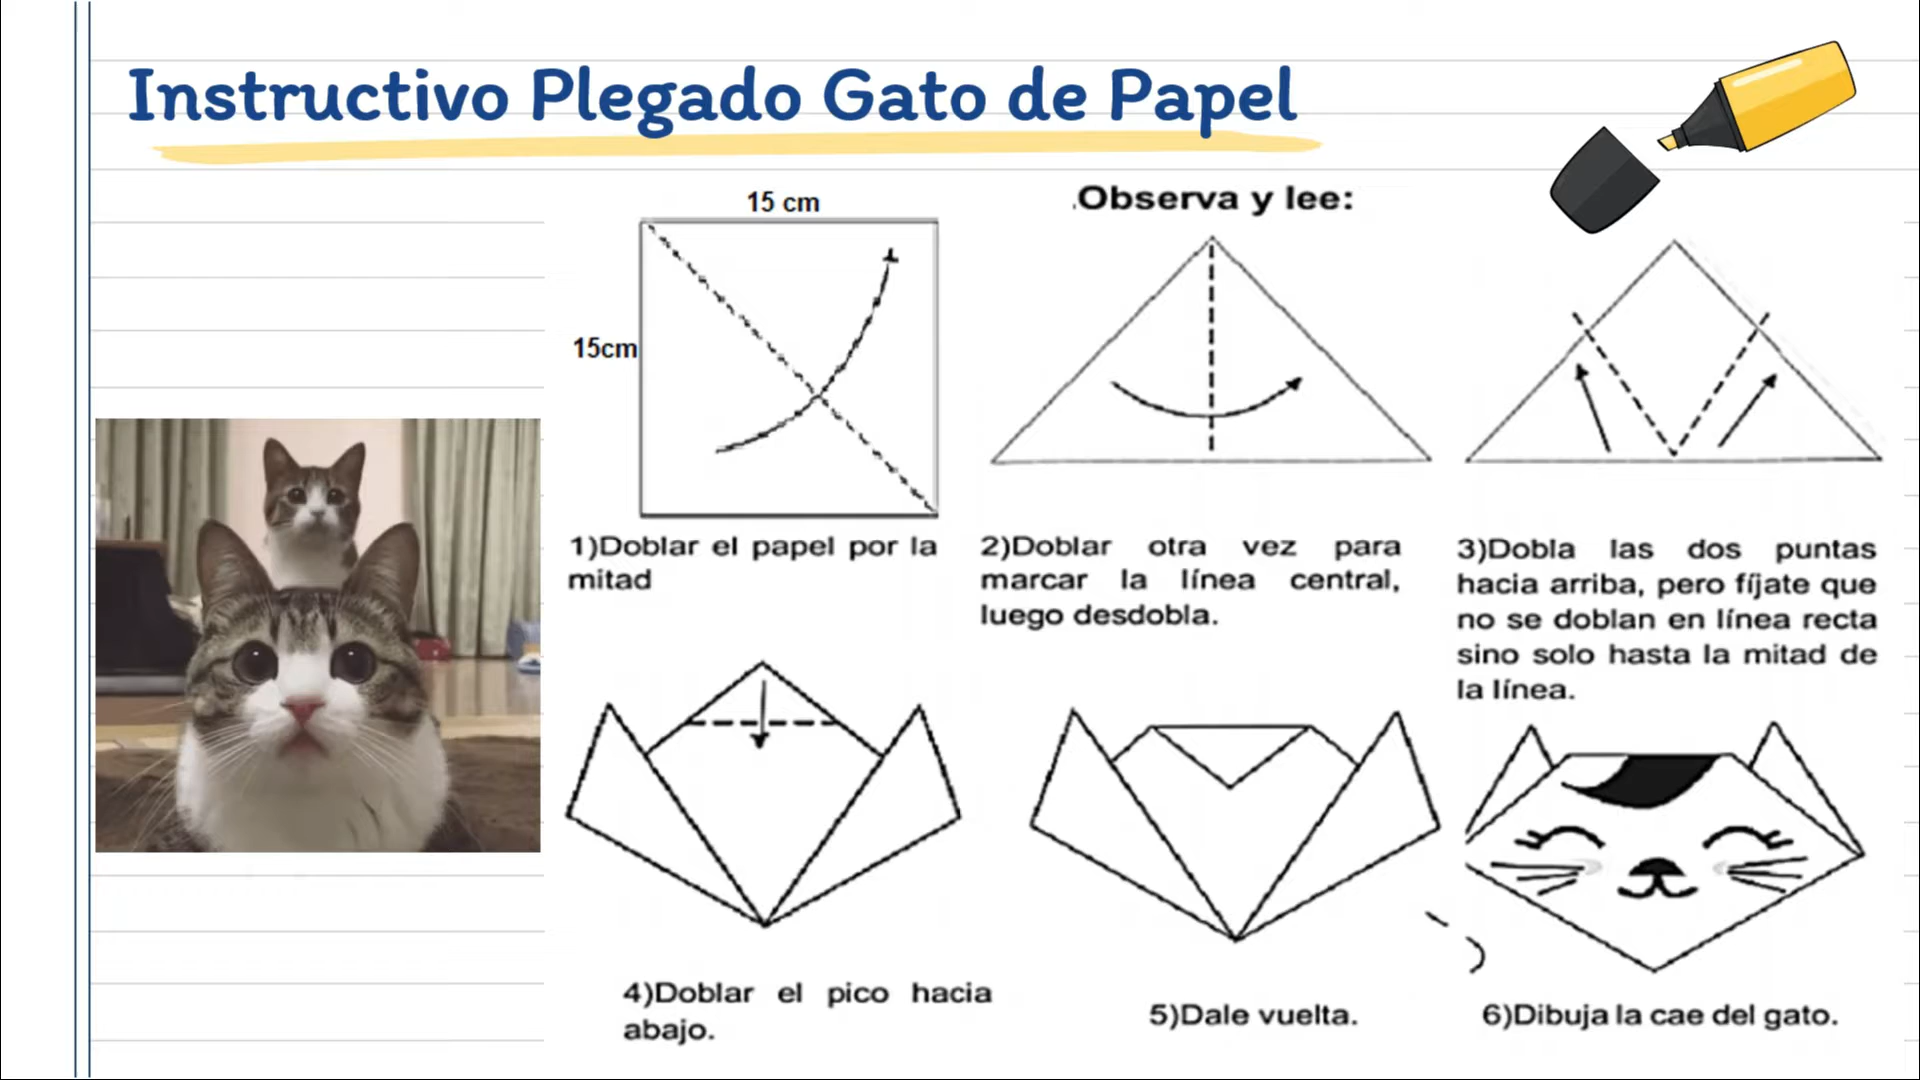 Instructivo Plegado Gato de Papel
15 cm
.Observa y lee:
15cm
1)Doblar el papel por la
mitad
2)Doblar otra vez para
marcar la línea central,
luego desdobla.
3)Dobla las dos puntas
hacia arriba, pero fíjate que
no se doblan en línea recta
sino solo hasta la mitad de
la línea.
4)Doblar el pico hacia
abajo.
5)Dale vuelta.
6)Dibuja la cae del gato.